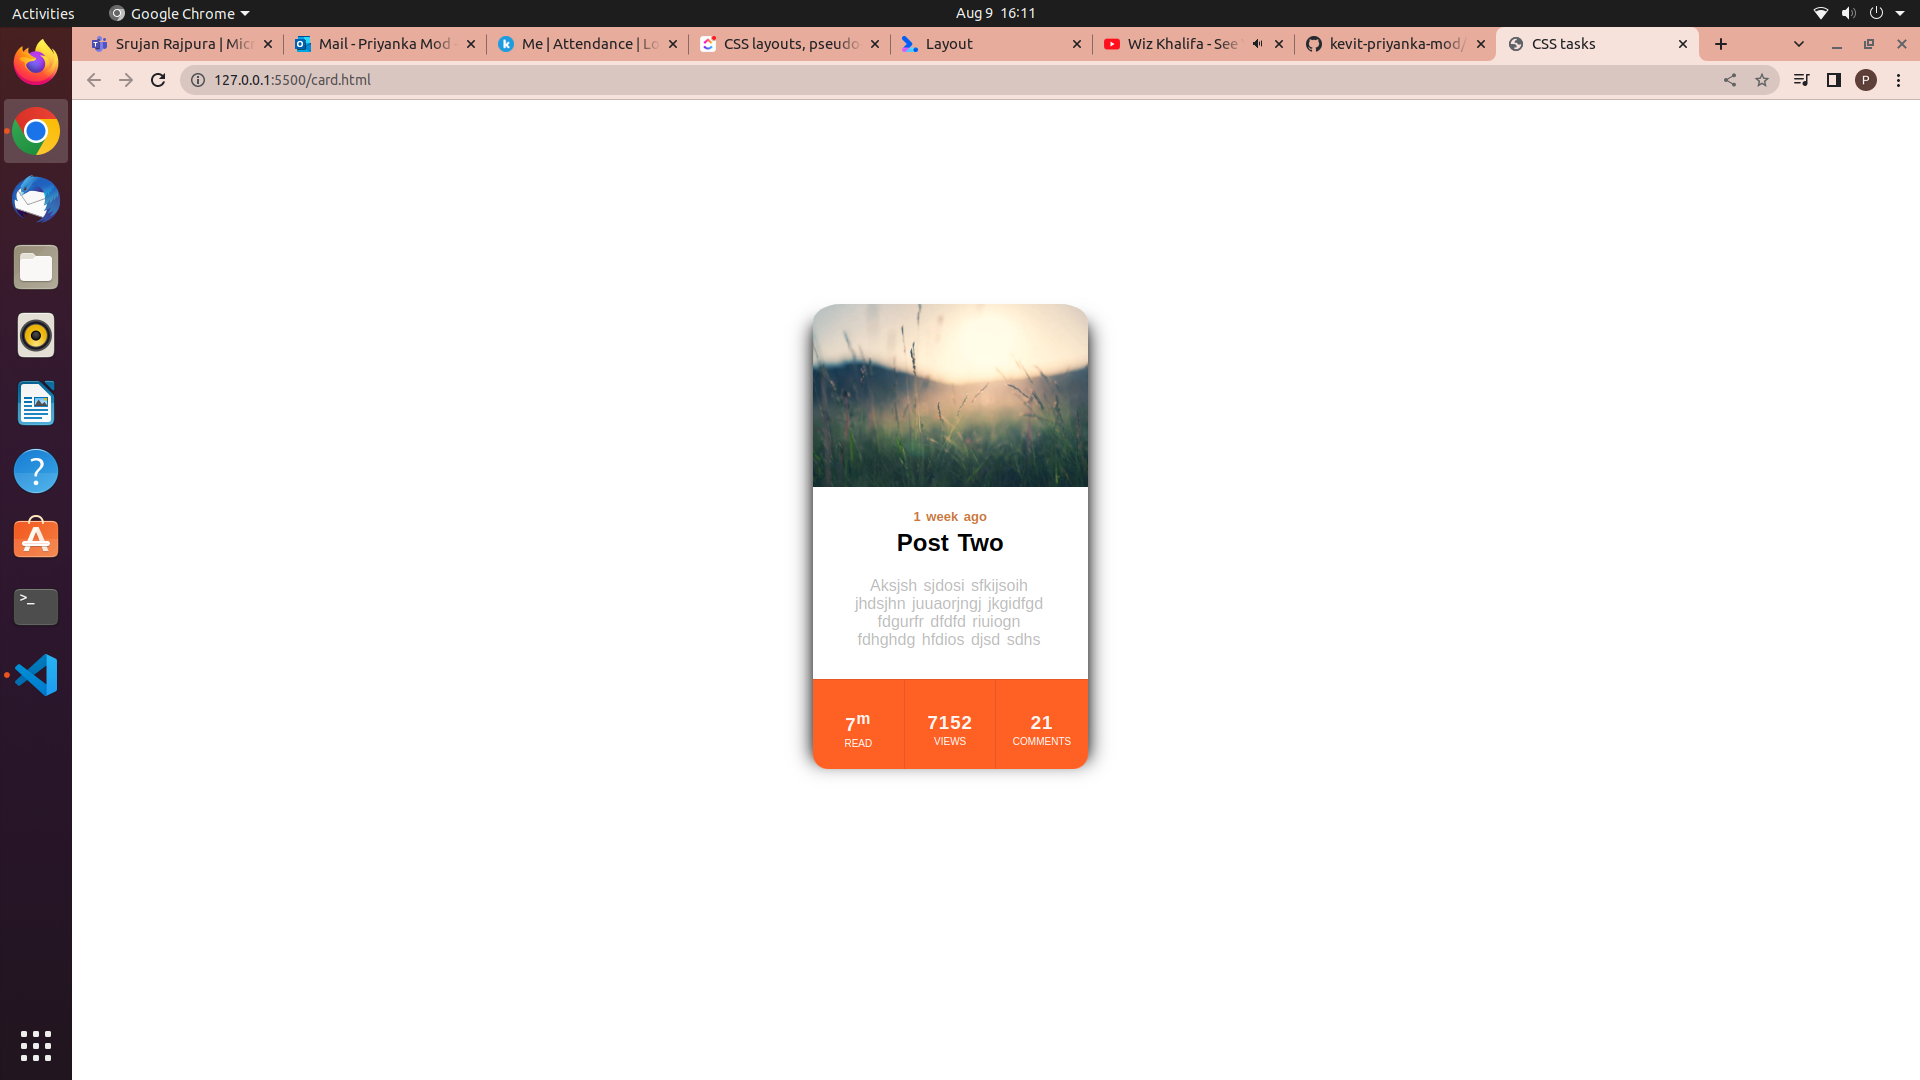 Activities
Google Chrome
Aug 9 16:11
Srujan Rajpura | Micr
Mail - Priyanka Mod -
Me | Attendance | Lo
CSS layouts, pseudo
Layout
Wiz Khalifa - See
kevit-priyanka-mod/
CSS tasks
127.0.0.1:5500/card.html
P
1 week ago
Post Two
Aksjsh sjdosi sfkijsoih
jhdsjhn juuaorjngj jkgidfgd
fdgurfr dfdfd riuiogn
fdhghdg hfdios djsd sdhs
7m 7152 21
READ VIEWS COMMENTS